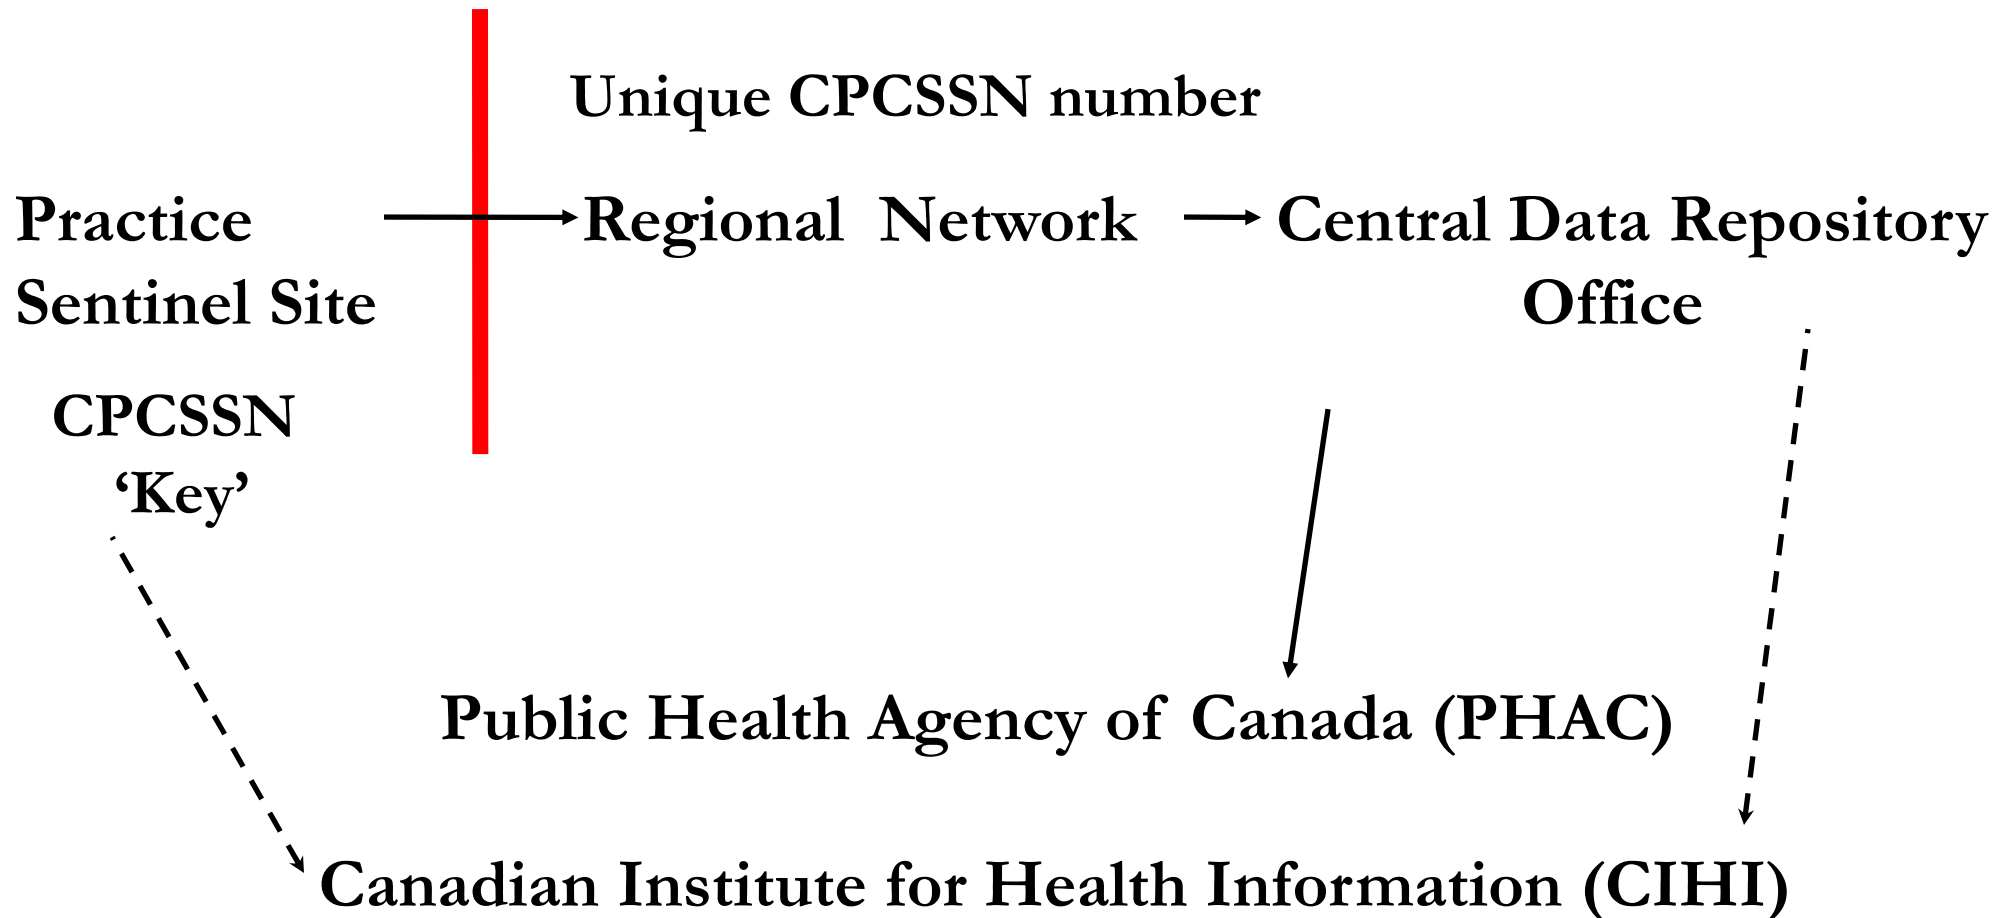 Unique CPCSSN number
Practice
Sentinel Site
Regional Network
Central Data Repository
Office
CPCSSN
‘Key’
Public Health Agency of Canada (PHAC)
Canadian Institute for Health Information (CIHI)